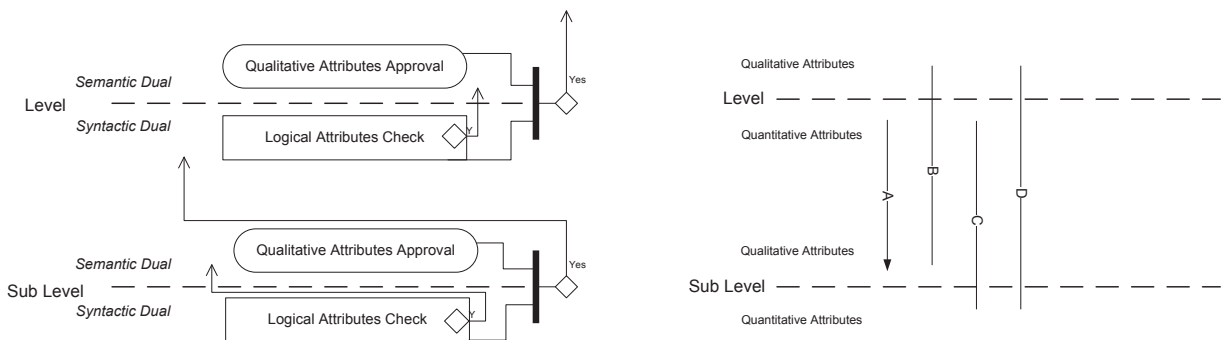 Qualitative Attributes Approval
Yes
Semantic Dual
Level
Syntactic Dual
Logical Attributes Check
Y
Qualitative Attributes Approval
Yes
Semantic Dual
Sub Level
Syntactic Dual
Logical Attributes Check
Y
Qualitative Attributes
Level
Quantitative Attributes
A
B
C
D
Qualitative Attributes
Sub Level
Quantitative Attributes